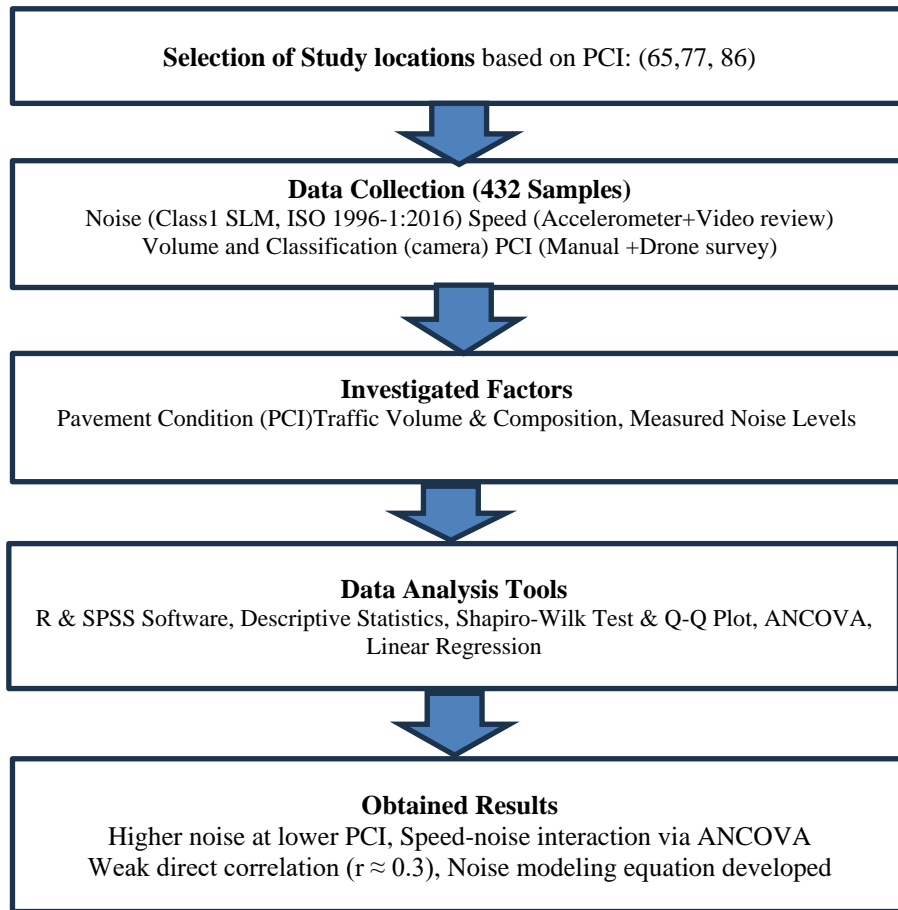 Selection of Study locations based on PCI: (65,77, 86)
Data Collection (432 Samples)
Noise (Class1 SLM, ISO 1996-1:2016) Speed (Accelerometer+Video review)
Volume and Classification (camera) PCI (Manual +Drone survey)
Investigated Factors
Pavement Condition (PCI)Traffic Volume & Composition, Measured Noise Levels
Data Analysis Tools
R & SPSS Software, Descriptive Statistics, Shapiro-Wilk Test & Q-Q Plot, ANCOVA,
Linear Regression
Obtained Results
Higher noise at lower PCI, Speed-noise interaction via ANCOVA
Weak direct correlation (r ≈ 0.3), Noise modeling equation developed